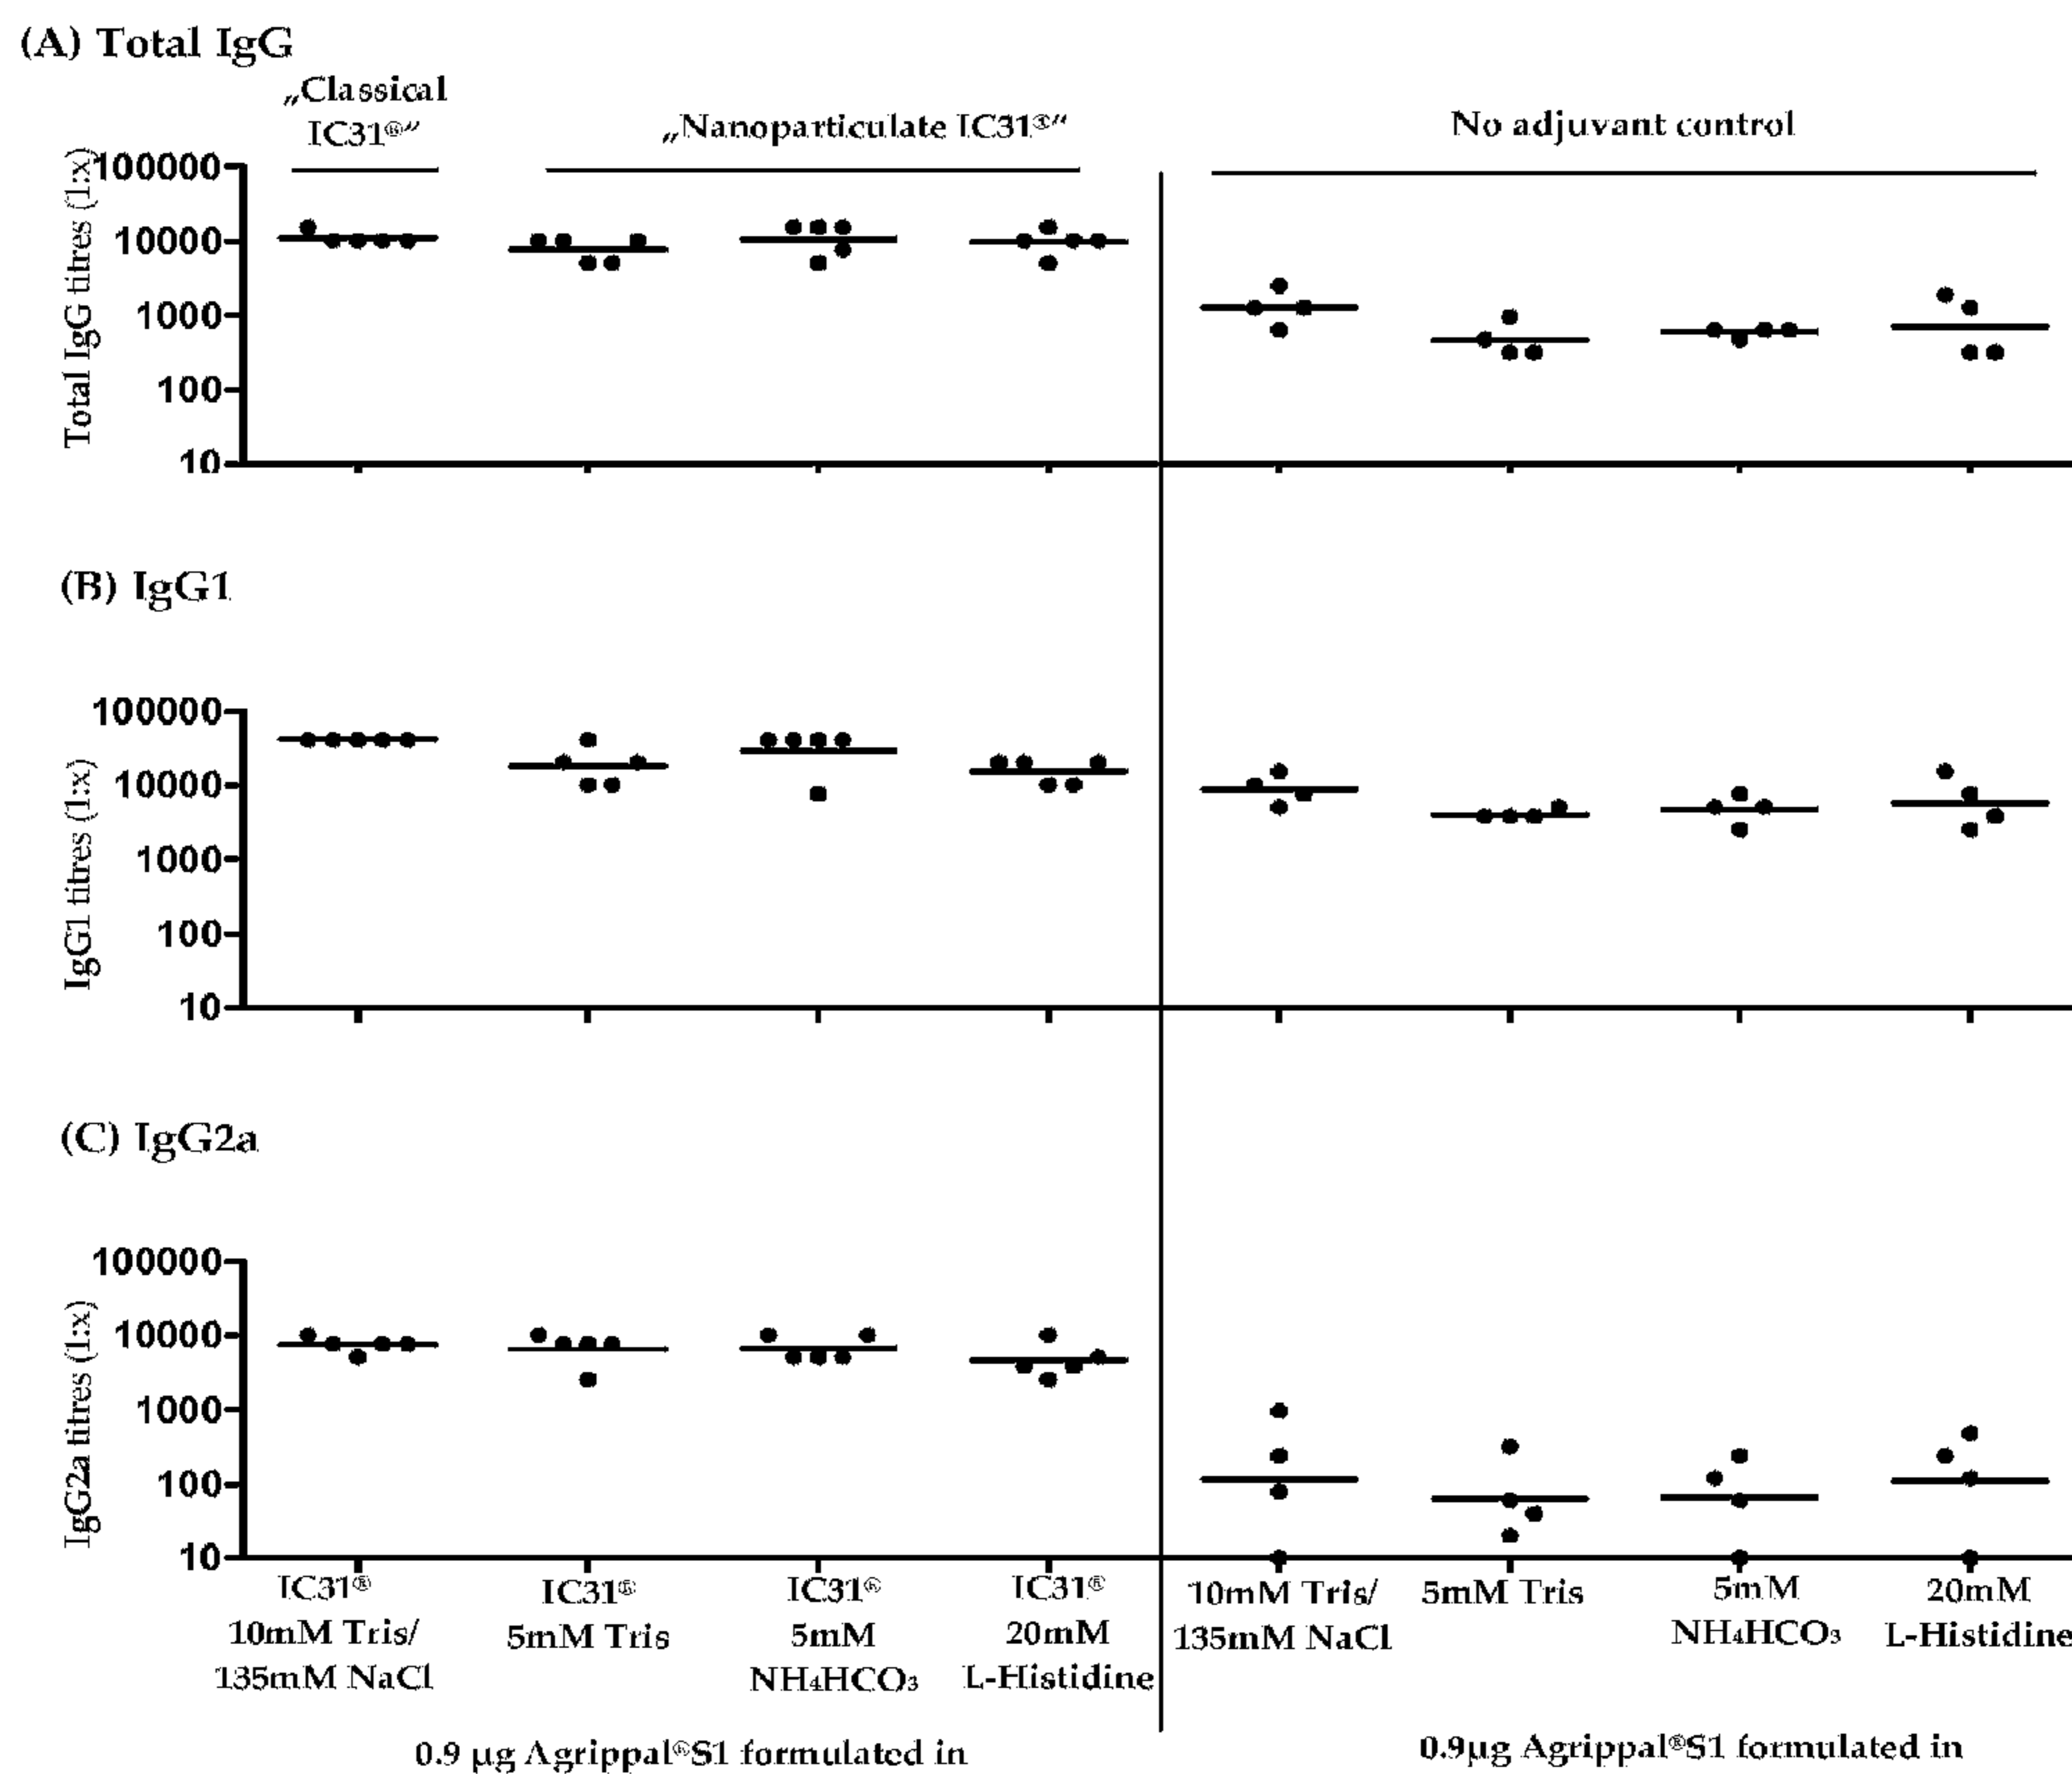 (A) Total IgG
„Classical
IC31®”
„Nanoparticulate IC31®”
No adjuvant control
Total IgG titres (1:x)
100000
10000
1000
100
10
(B) IgG1
IgG1 titres (1:x)
100000
10000
1000
100
10
(C) IgG2a
IgG2a titres (1:x)
100000
10000
1000
100
10
IC31®
10mM Tris/
135mM NaCl
IC31®
5mM Tris
IC31®
5mM
NH₄HCO₃
IC31®
20mM
L-Histidine
10mM Tris/
135mM NaCl
5mM Tris
5mM
NH₄HCO₃
20mM
L-Histidine
0.9 µg Agrippal®S1 formulated in
0.9µg Agrippal®S1 formulated in